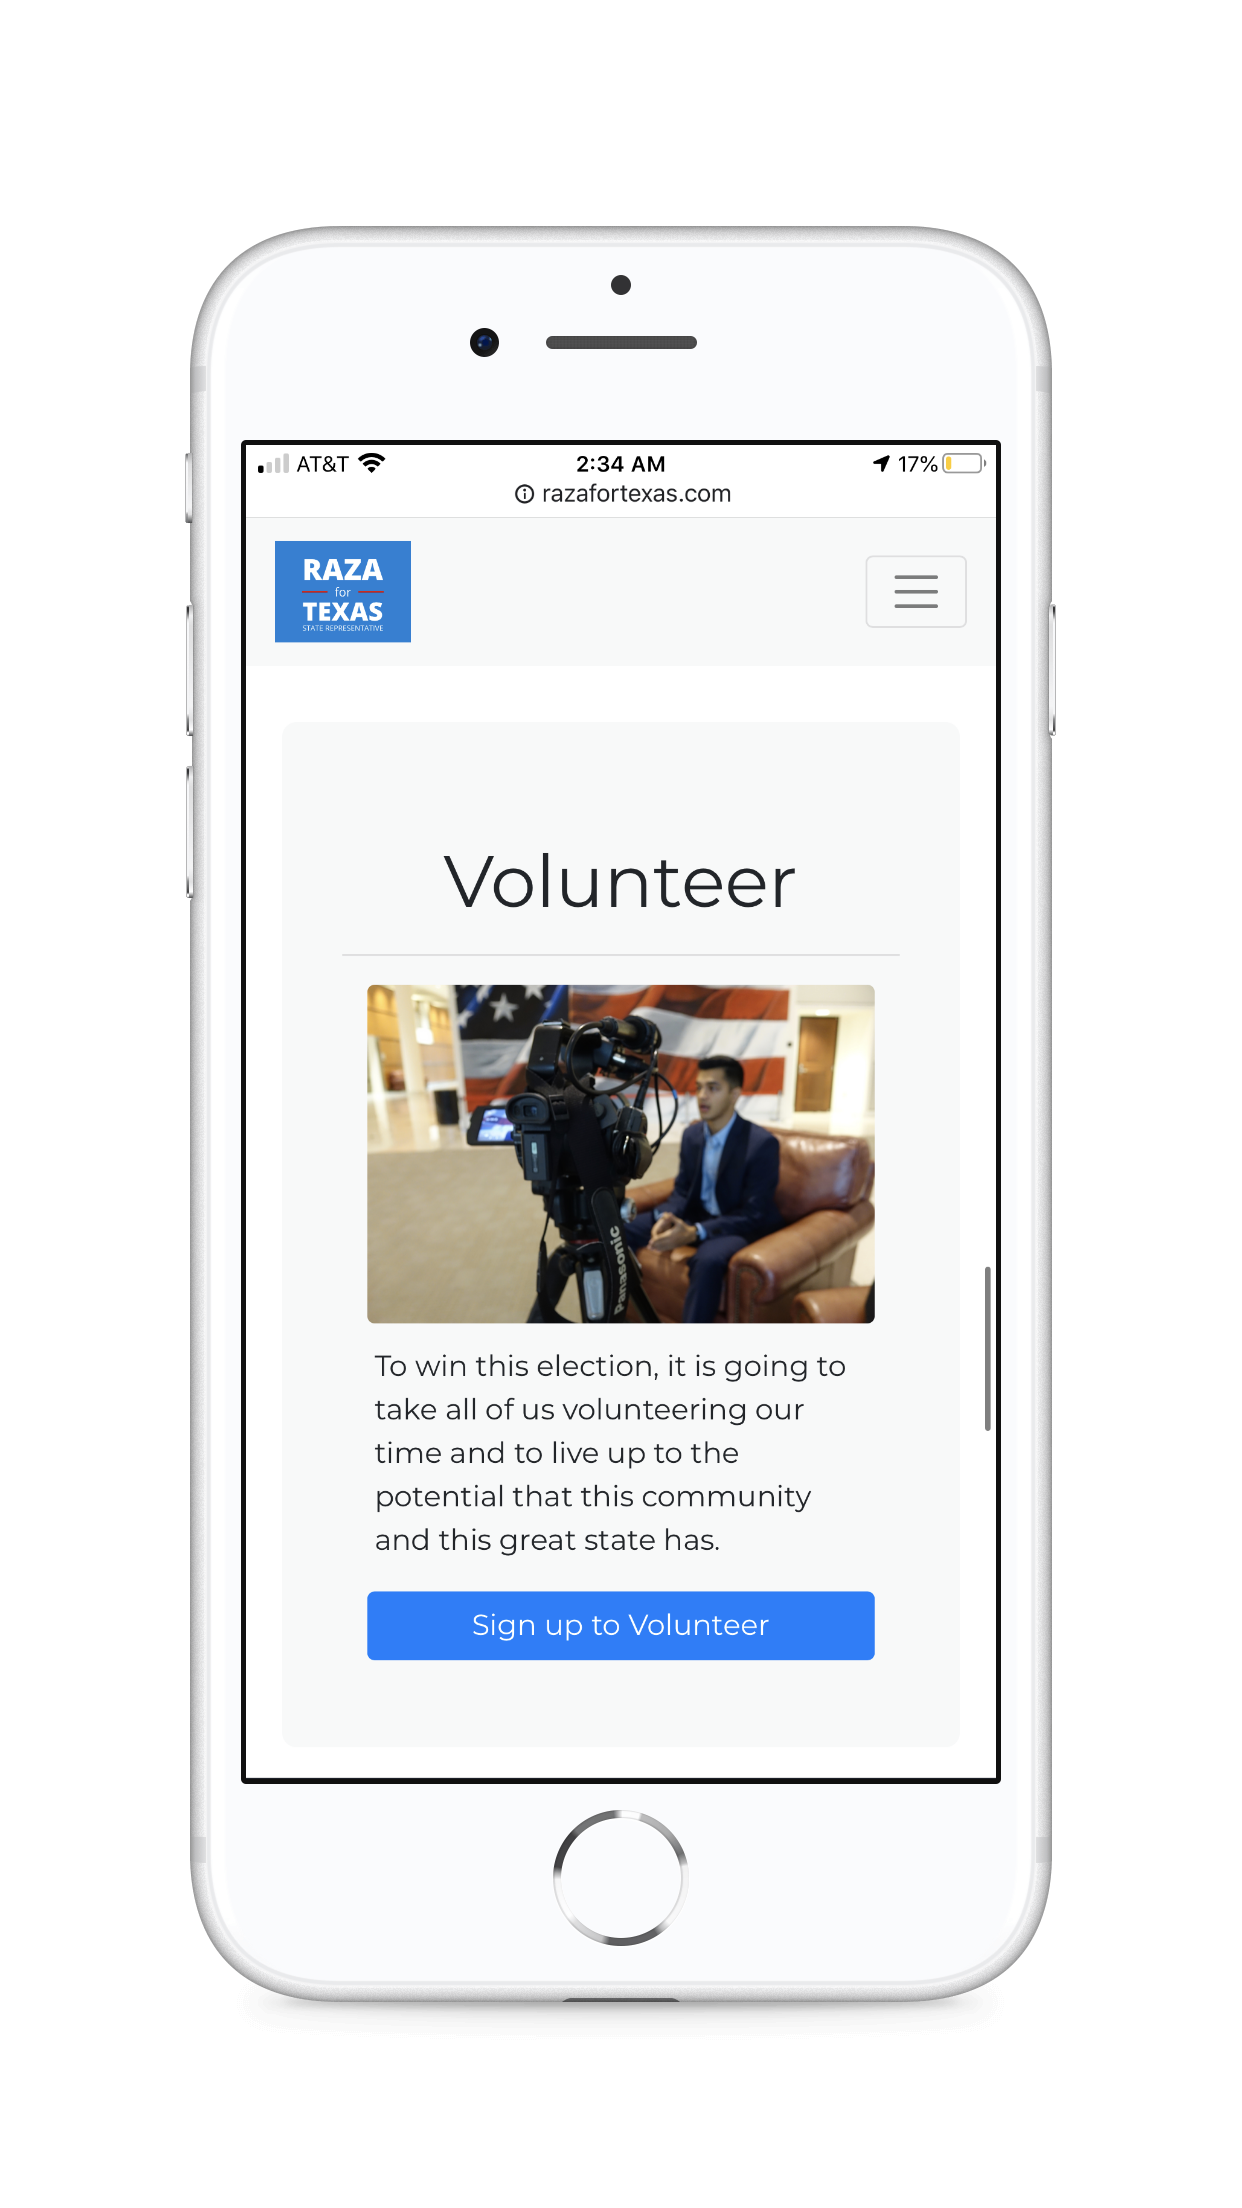 AT&T 2:34 AM 17%
razafortexas.com
RAZA
for
TEXAS
STATE REPRESENTATIVE
Volunteer
Panasonic
To win this election, it is going to
take all of us volunteering our
time and to live up to the
potential that this community
and this great state has.
Sign up to Volunteer